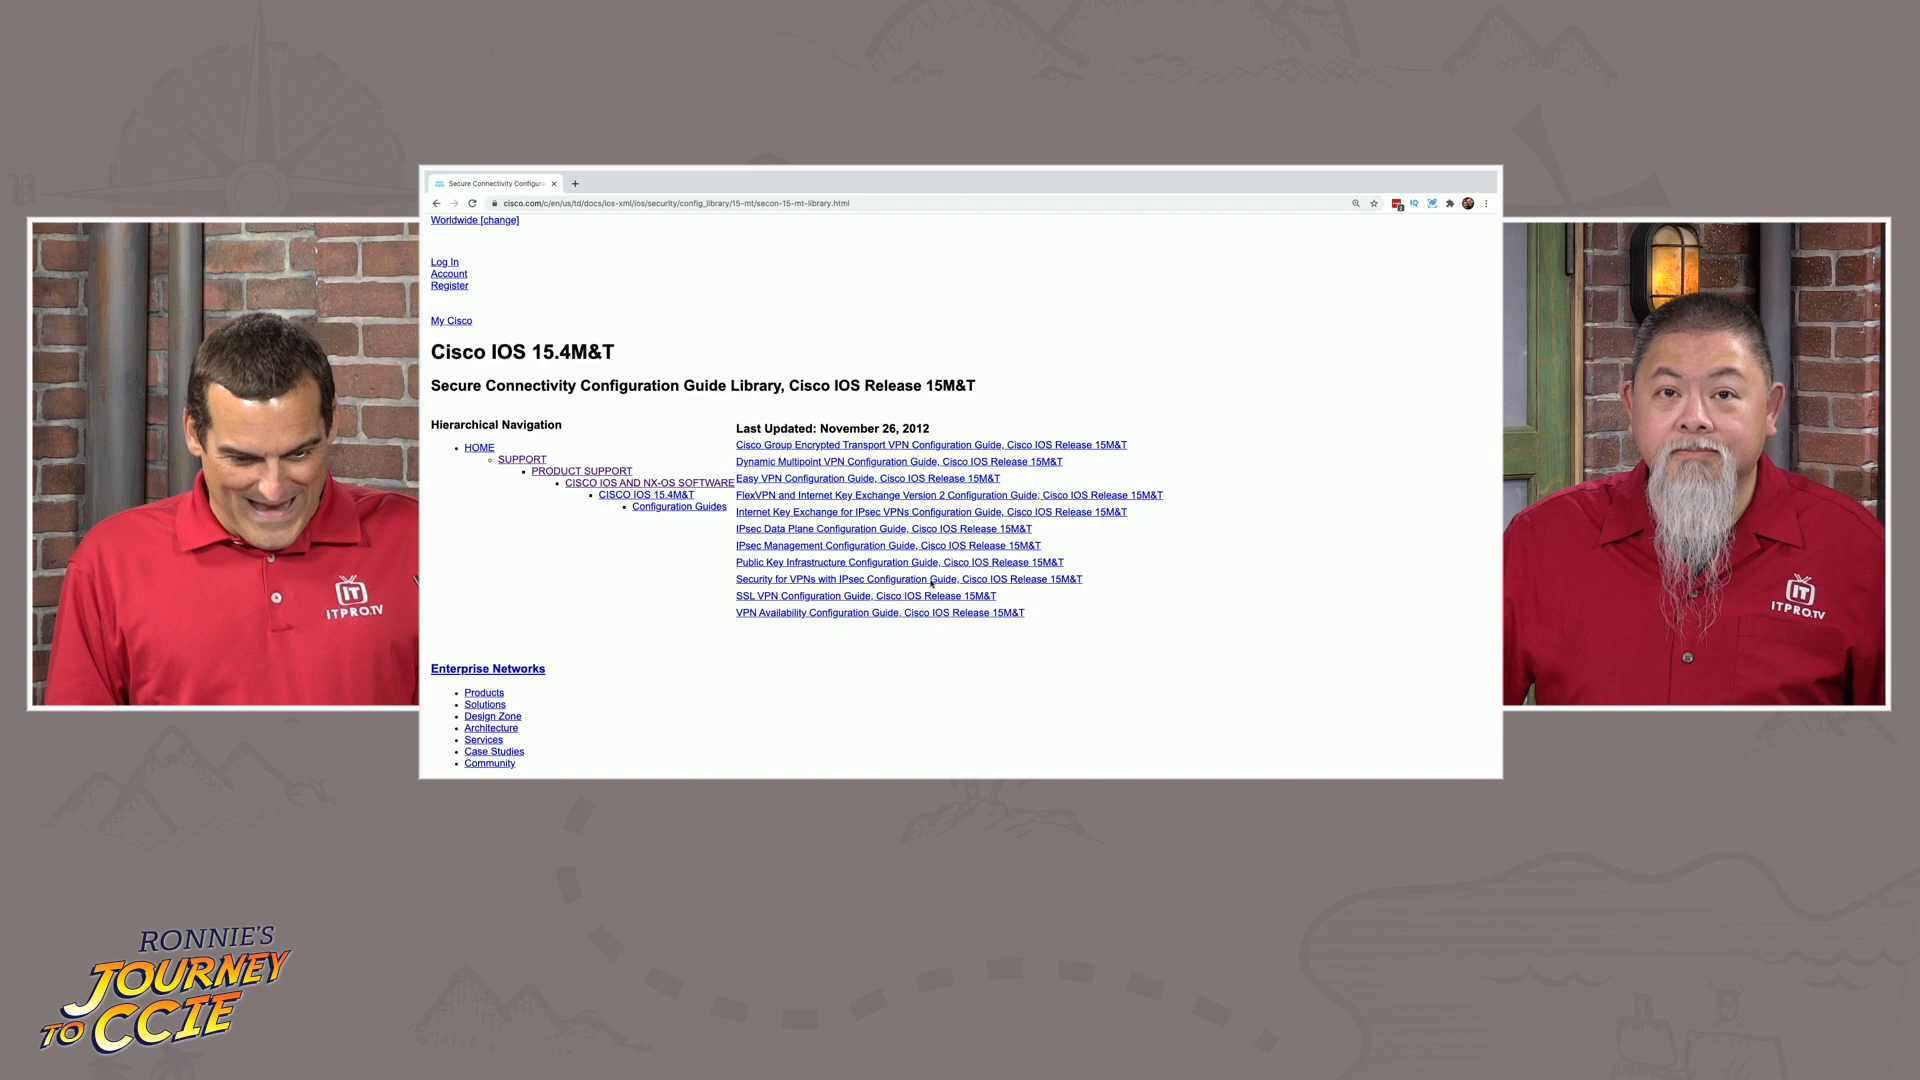 Secure Connectivity Configura
cisco.com/c/en/us/td/docs/ios-xml/ios/security/config_library/15-mt/secon-15-mt-library.html
Worldwide [change]
Log In
Account
Register
My Cisco
Cisco IOS 15.4M&T
Secure Connectivity Configuration Guide Library, Cisco IOS Release 15M&T
Hierarchical Navigation
HOME
SUPPORT
PRODUCT SUPPORT
CISCO IOS AND NX-OS SOFTWARE
CISCO IOS 15.4M&T
Configuration Guides
Last Updated: November 26, 2012
Cisco Group Encrypted Transport VPN Configuration Guide, Cisco IOS Release 15M&T
Dynamic Multipoint VPN Configuration Guide, Cisco IOS Release 15M&T
Easy VPN Configuration Guide, Cisco IOS Release 15M&T
FlexVPN and Internet Key Exchange Version 2 Configuration Guide, Cisco IOS Release 15M&T
Internet Key Exchange for IPsec VPNs Configuration Guide, Cisco IOS Release 15M&T
IPsec Data Plane Configuration Guide, Cisco IOS Release 15M&T
IPsec Management Configuration Guide, Cisco IOS Release 15M&T
Public Key Infrastructure Configuration Guide, Cisco IOS Release 15M&T
Security for VPNs with IPsec Configuration Guide, Cisco IOS Release 15M&T
SSL VPN Configuration Guide, Cisco IOS Release 15M&T
VPN Availability Configuration Guide, Cisco IOS Release 15M&T
Enterprise Networks
Products
Solutions
Design Zone
Architecture
Services
Case Studies
Community
IT
ITPRO.TV
IT
ITPRO.TV
RONNIE'S
JOURNEY
TO CCIE